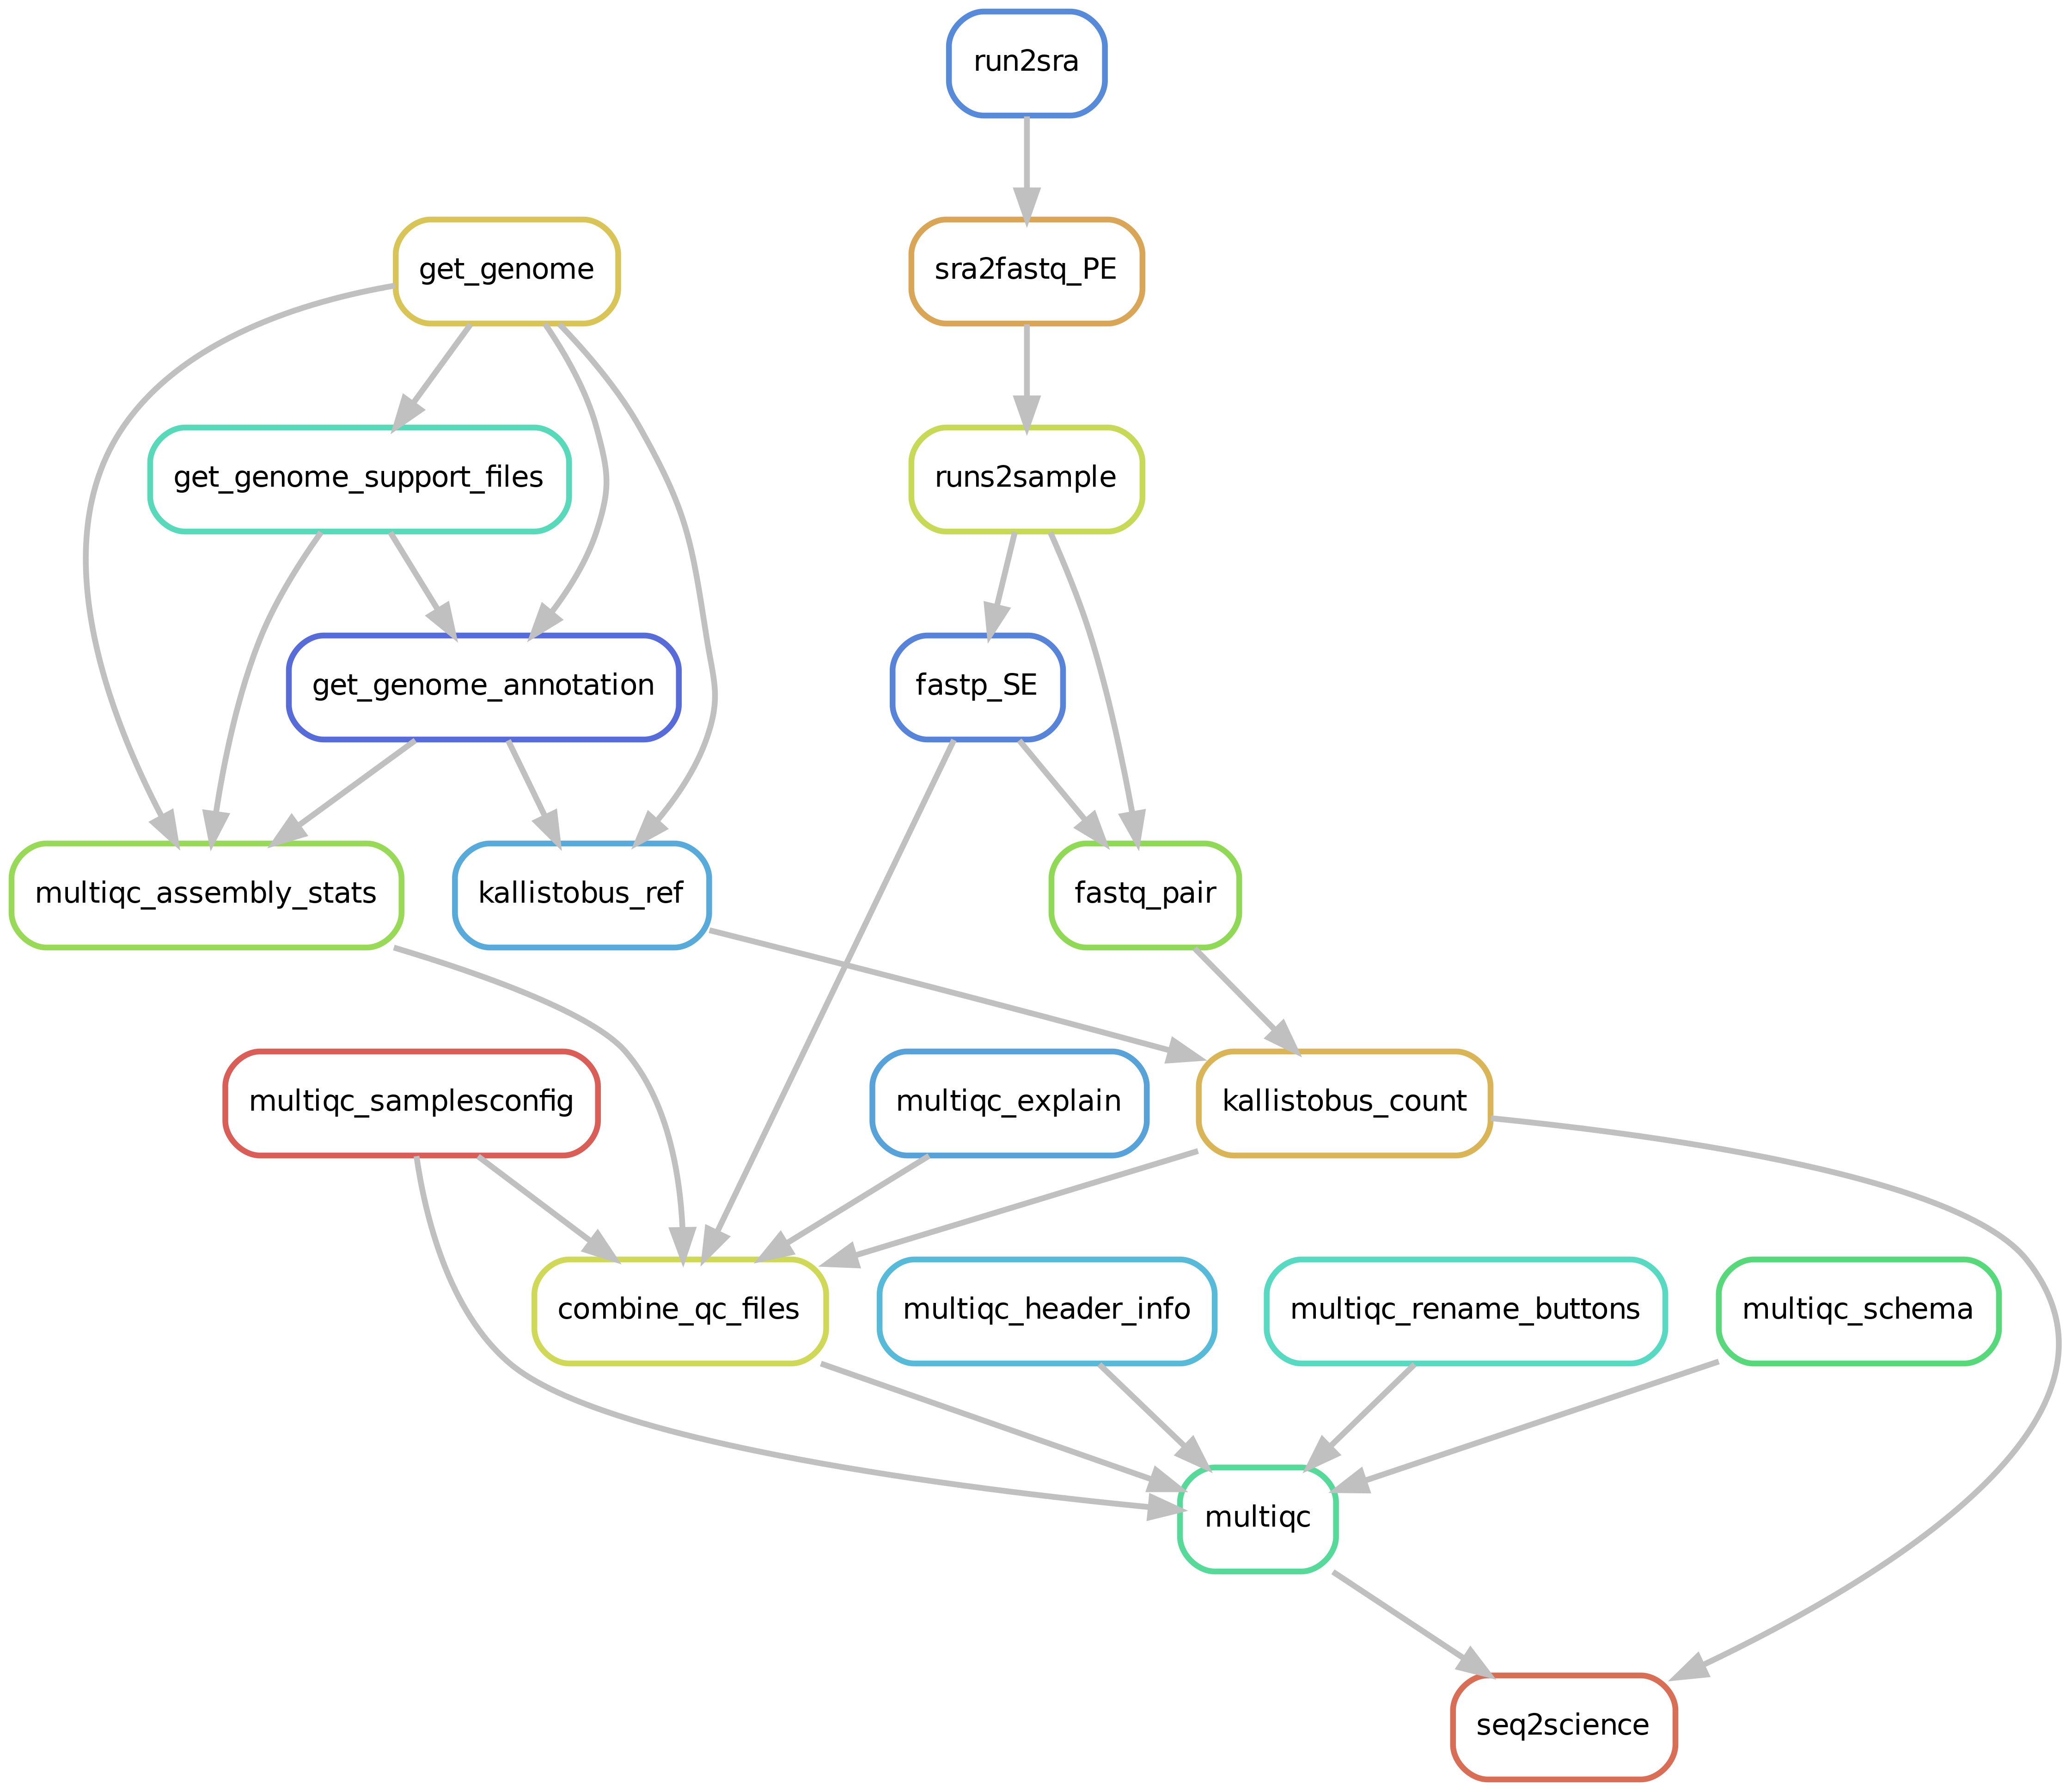 run2sra
get_genome
sra2fastq_PE
get_genome_support_files
runs2sample
get_genome_annotation
fastp_SE
multiqc_assembly_stats
kallistobus_ref
fastq_pair
multiqc_samplesconfig
multiqc_explain
kallistobus_count
combine_qc_files
multiqc_header_info
multiqc_rename_buttons
multiqc_schema
multiqc
seq2science